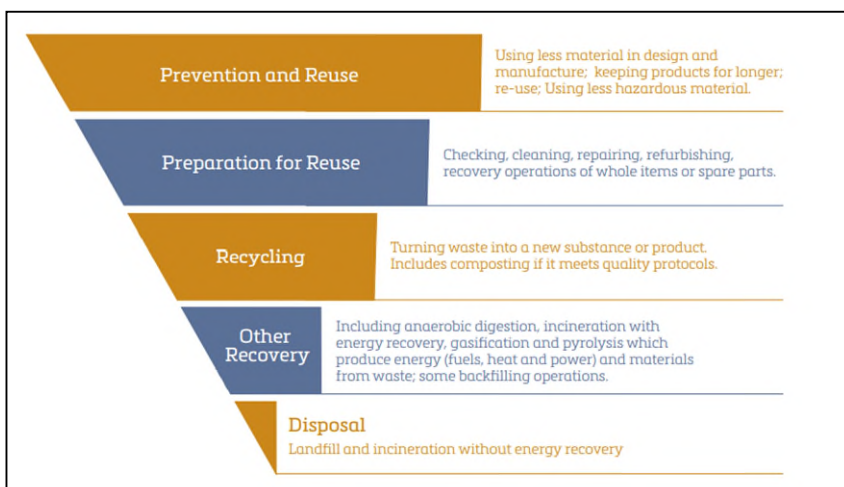 Prevention and Reuse
Using less material in design and
manufacture; keeping products for longer;
re-use; Using less hazardous material.
Preparation for Reuse
Checking, cleaning, repairing, refurbishing,
recovery operations of whole items or spare parts.
Recycling
Turning waste into a new substance or product.
Includes composting if it meets quality protocols.
Other
Recovery
Including anaerobic digestion, incineration with
energy recovery, gasification and pyrolysis which
produce energy (fuels, heat and power) and materials
from waste; some backfilling operations.
Disposal
Landfill and incineration without energy recovery